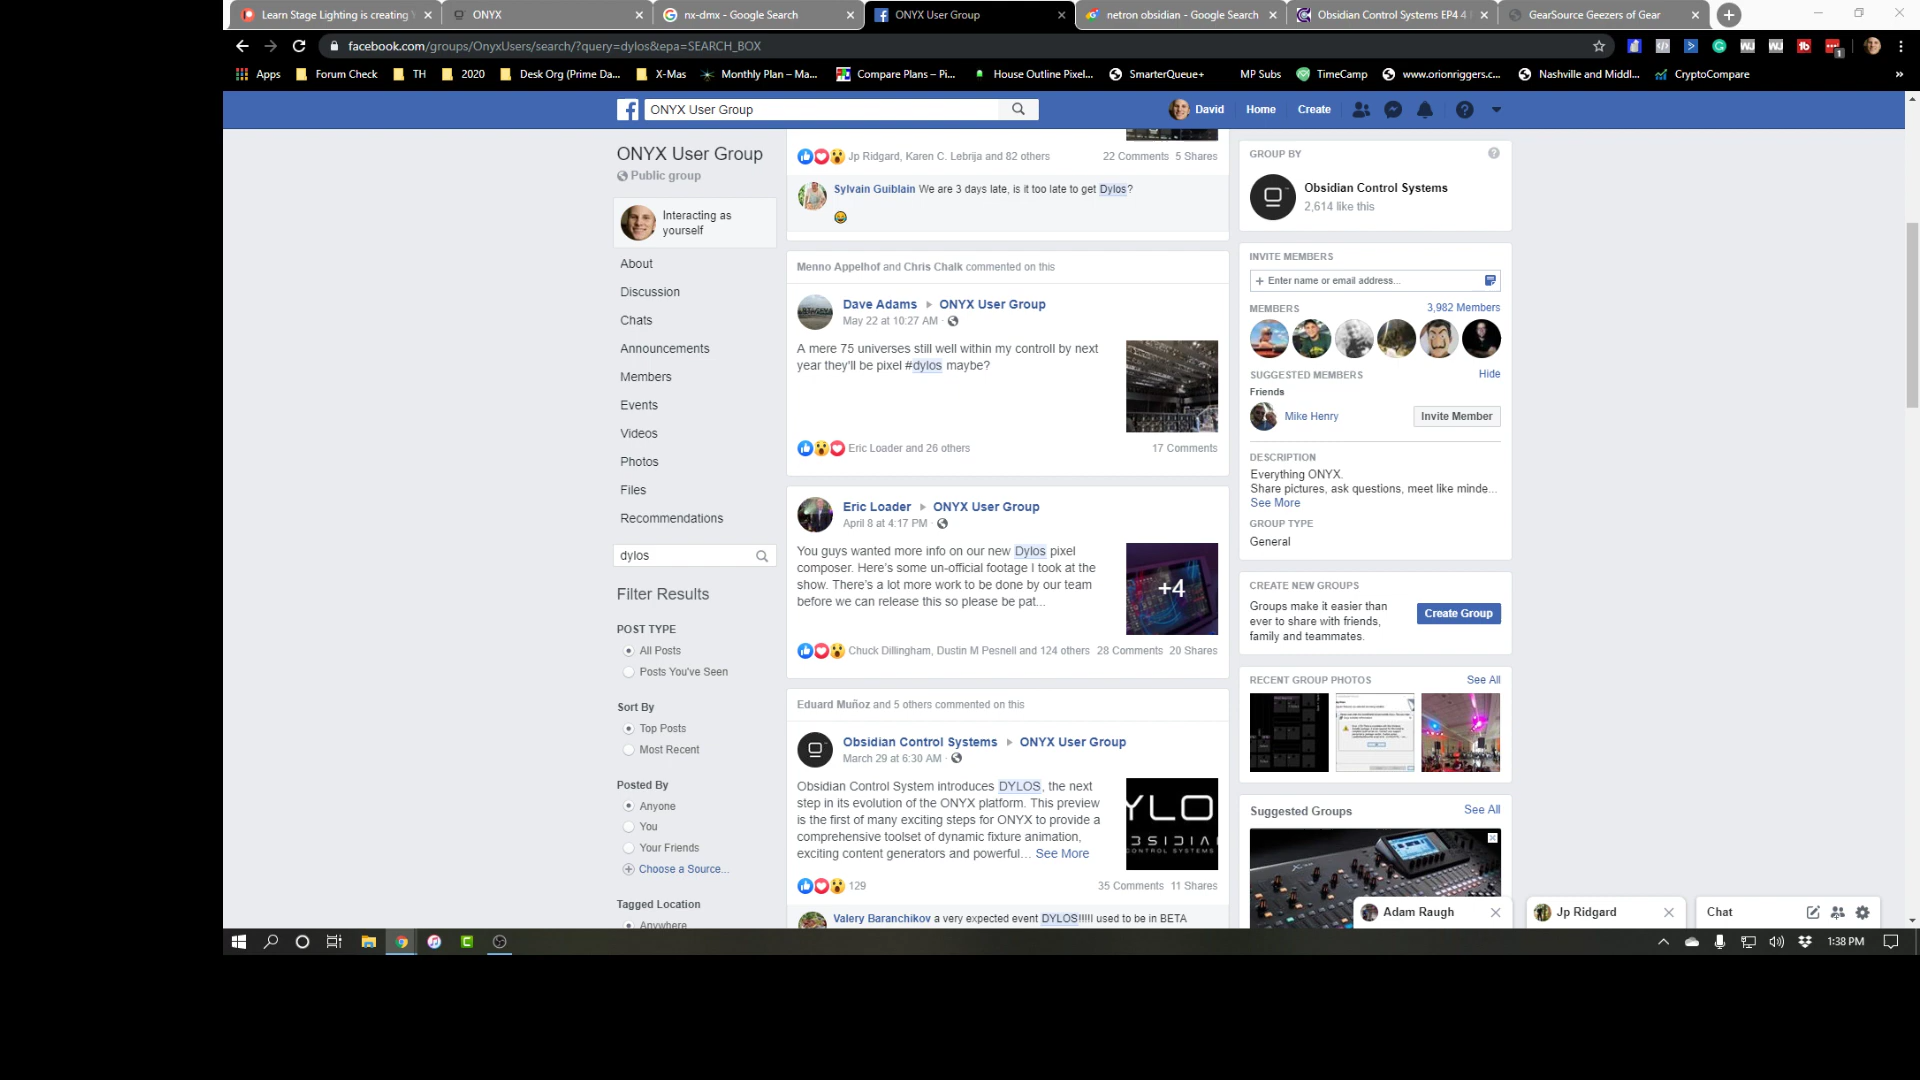 Learn Stage Lighting is creating
ONYX
nx-dmx - Google Search
ONYX User Group
netron obsidian - Google Search
Obsidian Control Systems EP4 4
GearSource Geezers of Gear
facebook.com/groups/OnyxUsers/search/?query=dylos&epa=SEARCH_BOX
Apps
Forum Check
TH
2020
Desk Org (Prime Da...
X-Mas
Monthly Plan – Ma...
Compare Plans – Pi...
House Outline Pixel...
SmarterQueue+
MP Subs
TimeCamp
www.orionriggers.c...
Nashville and Middl...
CryptoCompare
»
ONYX User Group
David
Home
Create
ONYX User Group
Public group
Interacting as
yourself
About
Discussion
Chats
Announcements
Members
Events
Videos
Photos
Files
Recommendations
dylos
Filter Results
POST TYPE
All Posts
Posts You've Seen
Sort By
Top Posts
Most Recent
Posted By
Anyone
You
Your Friends
Choose a Source...
Tagged Location
Anywhere
Jp Ridgard, Karen C. Lebrija and 82 others
22 Comments 5 Shares
Sylvain Guiblain We are 3 days late, is it too late to get Dylos?
Menno Appelhof and Chris Chalk commented on this
Dave Adams ▸ ONYX User Group
May 22 at 10:27 AM ·
A mere 75 universes still well within my controll by next
year they'll be pixel #dylos maybe?
Eric Loader and 26 others
17 Comments
Eric Loader ▸ ONYX User Group
April 8 at 4:17 PM ·
You guys wanted more info on our new Dylos pixel
composer. Here's some un-official footage I took at the
show. There's a lot more work to be done by our team
before we can release this so please be pat...
+4
Chuck Dillingham, Dustin M Pesnell and 124 others
28 Comments 20 Shares
Eduard Muñoz and 5 others commented on this
Obsidian Control Systems ▸ ONYX User Group
March 29 at 6:30 AM ·
Obsidian Control System introduces DYLOS, the next
step in its evolution of the ONYX platform. This preview
is the first of many exciting steps for ONYX to provide a
comprehensive toolset of dynamic fixture animation,
exciting content generators and powerful... See More
YLO
BSIDIA
CONTROL SYSTEMS
129
35 Comments 11 Shares
Valery Baranchikov a very expected event DYLOS!!!!I used to be in BETA
GROUP BY
Obsidian Control Systems
2,614 like this
INVITE MEMBERS
+ Enter name or email address...
MEMBERS
3,982 Members
SUGGESTED MEMBERS
Hide
Friends
Mike Henry
Invite Member
DESCRIPTION
Everything ONYX.
Share pictures, ask questions, meet like minde...
See More
GROUP TYPE
General
CREATE NEW GROUPS
Groups make it easier than
ever to share with friends,
family and teammates.
Create Group
RECENT GROUP PHOTOS
See All
Suggested Groups
See All
Adam Raugh
Jp Ridgard
Chat
1:38 PM